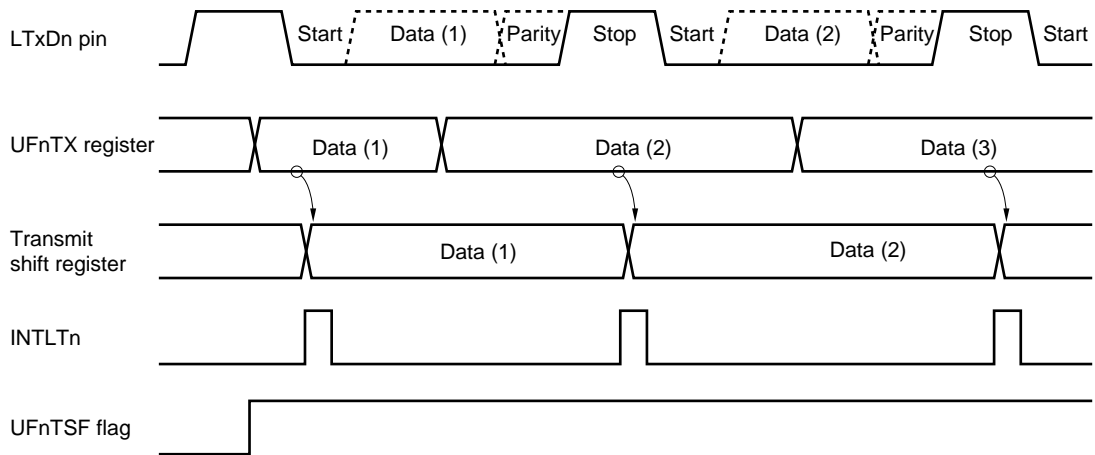 LTxDn pin
Start Data (1) Parity Stop Start Data (2) Parity Stop Start
UFnTX register
Data (1) Data (2) Data (3)
Transmit
shift register
Data (1) Data (2)
INTLTn
UFnTSF flag